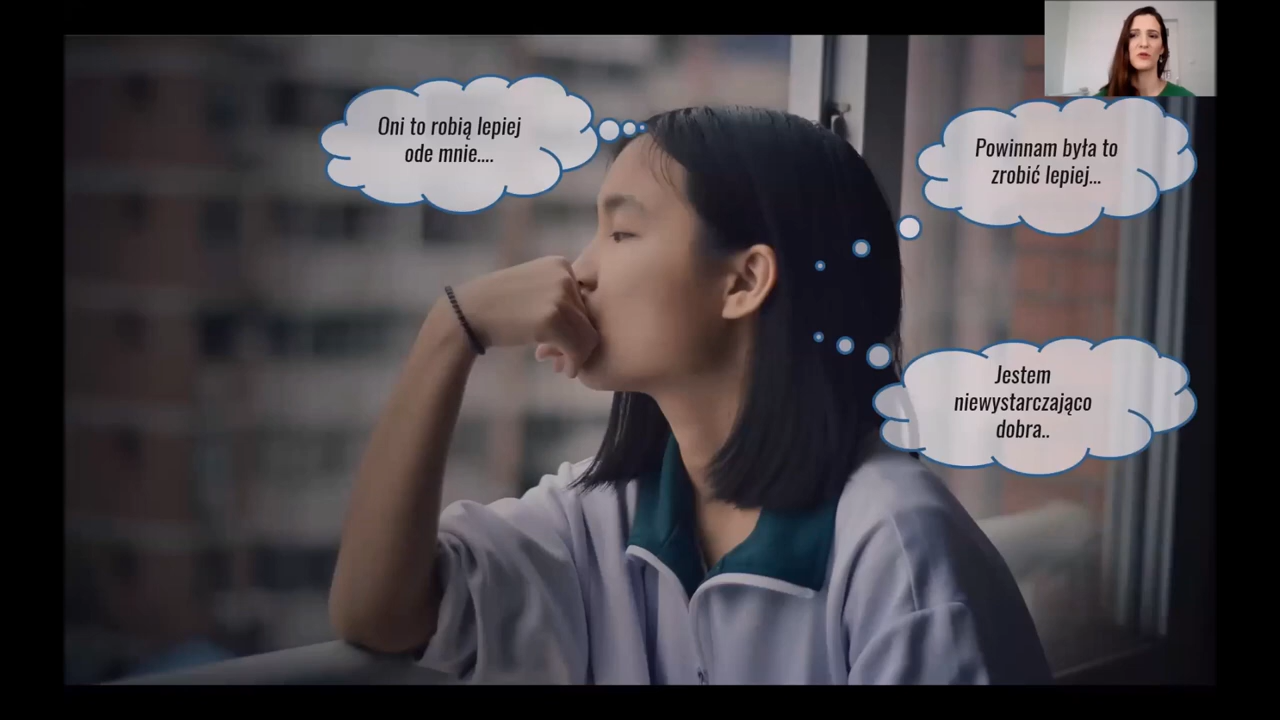 Oni to robią lepiej
ode mnie....
Powinnam była to
zrobić lepiej...
Jestem
niewystarczająco
dobra..